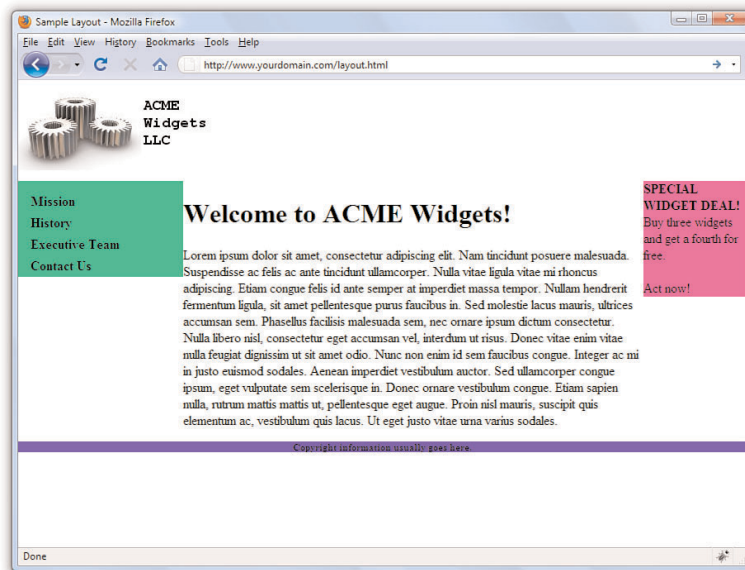 Sample Layout - Mozilla Firefox
File Edit View History Bookmarks Tools Help
http://www.yourdomain.com/layout.html
ACME
Widgets
LLC
Mission
History
Executive Team
Contact Us
Welcome to ACME Widgets!
Lorem ipsum dolor sit amet, consectetur adipiscing elit. Nam tincidunt posuere malesuada.
Suspendisse ac felis ac ante tincidunt ullamcorper. Nulla vitae ligula vitae mi rhoncus
adipiscing. Etiam congue felis id ante semper at imperdiet massa tempor. Nullam hendrerit
fermentum ligula, sit amet pellentesque purus faucibus in. Sed molestie lacus mauris, ultrices
accumsan sem. Phasellus facilisis malesuada sem, nec ornare ipsum dictum consectetur.
Nulla libero nisl, consectetur eget accumsan vel, interdum ut risus. Donec vitae enim vitae
nulla feugiat dignissim ut sit amet odio. Nunc non enim id sem faucibus congue. Integer ac mi
in justo euismod sodales. Aenean imperdiet vestibulum auctor. Sed ullamcorper congue
ipsum, eget vulputate sem scelerisque in. Donec ornare vestibulum congue. Etiam sapien
nulla, rutrum mattis mattis ut, pellentesque eget augue. Proin nisl mauris, suscipit quis
elementum ac, vestibulum quis lacus. Ut eget justo vitae urna varius sodales.
SPECIAL
WIDGET DEAL!
Buy three widgets
and get a fourth for
free.
Act now!
Copyright information usually goes here.
Done